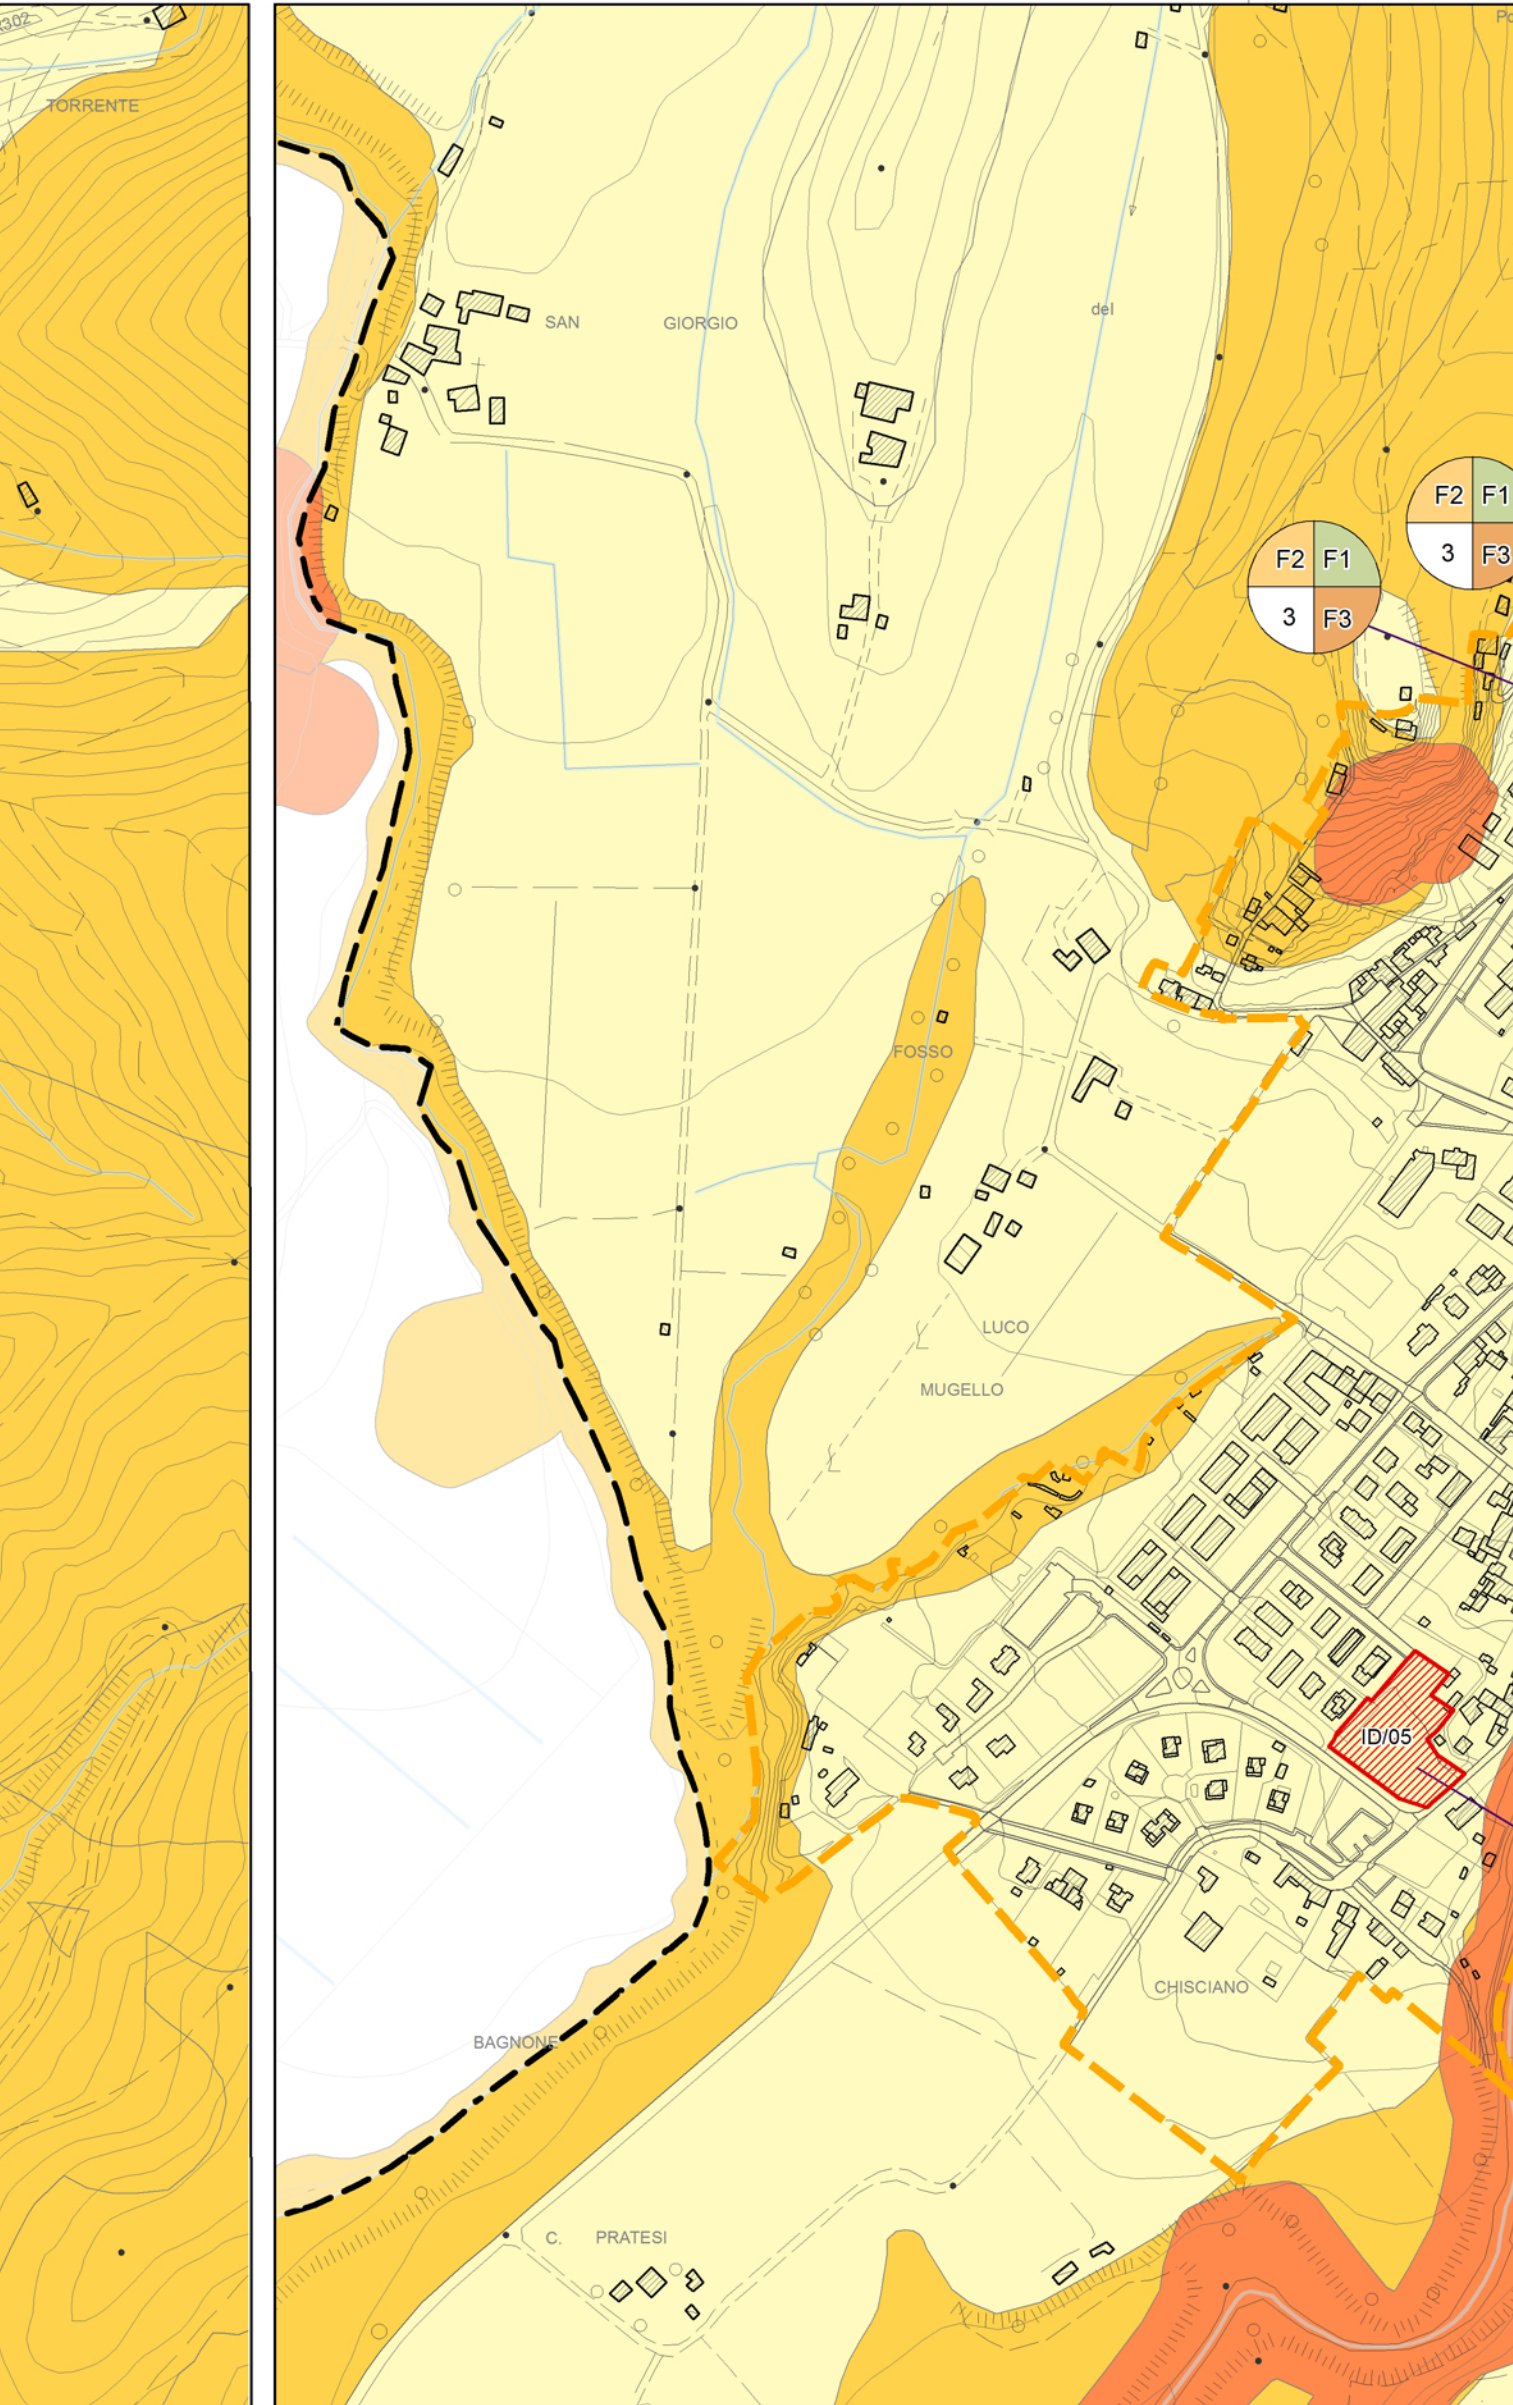 TORRENTE
SAN GIORGIO
del
F2 F1
3 F3
F2 F1
3 F3
FOSSO
LUCO
MUGELLO
ID/05
CHISCIANO
BAGNONE
C. PRATESI